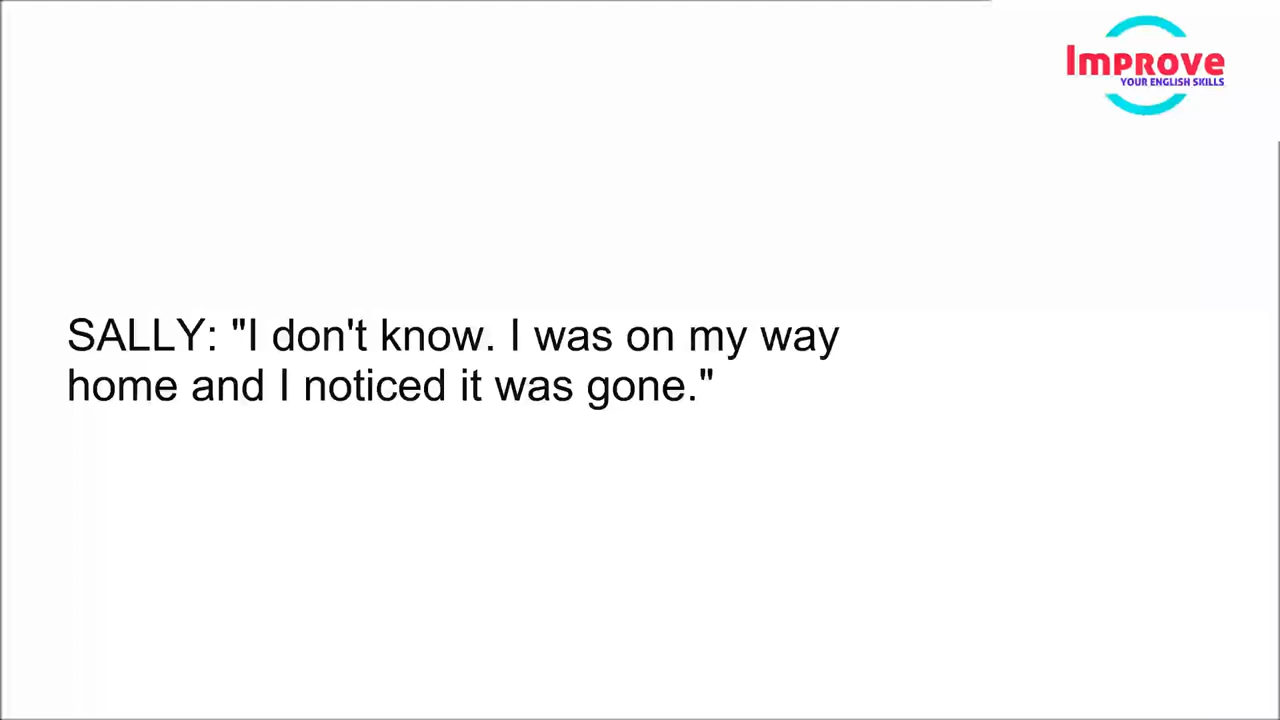 Improve
YOUR ENGLISH SKILLS
SALLY: "I don't know. I was on my way
home and I noticed it was gone."